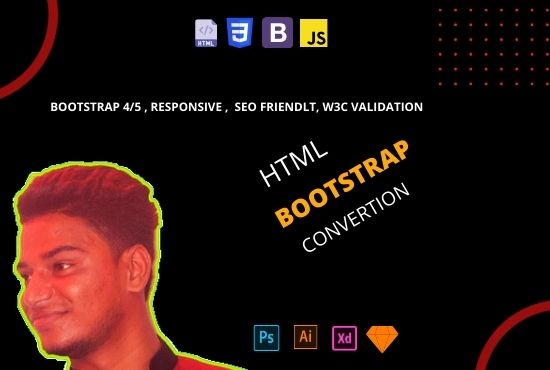 HTML
JS
BOOTSTRAP 4/5 , RESPONSIVE , SEO FRIENDLT, W3C VALIDATION
HTML
BOOTSTRAP
CONVERTION
Ps
Ai
Xd